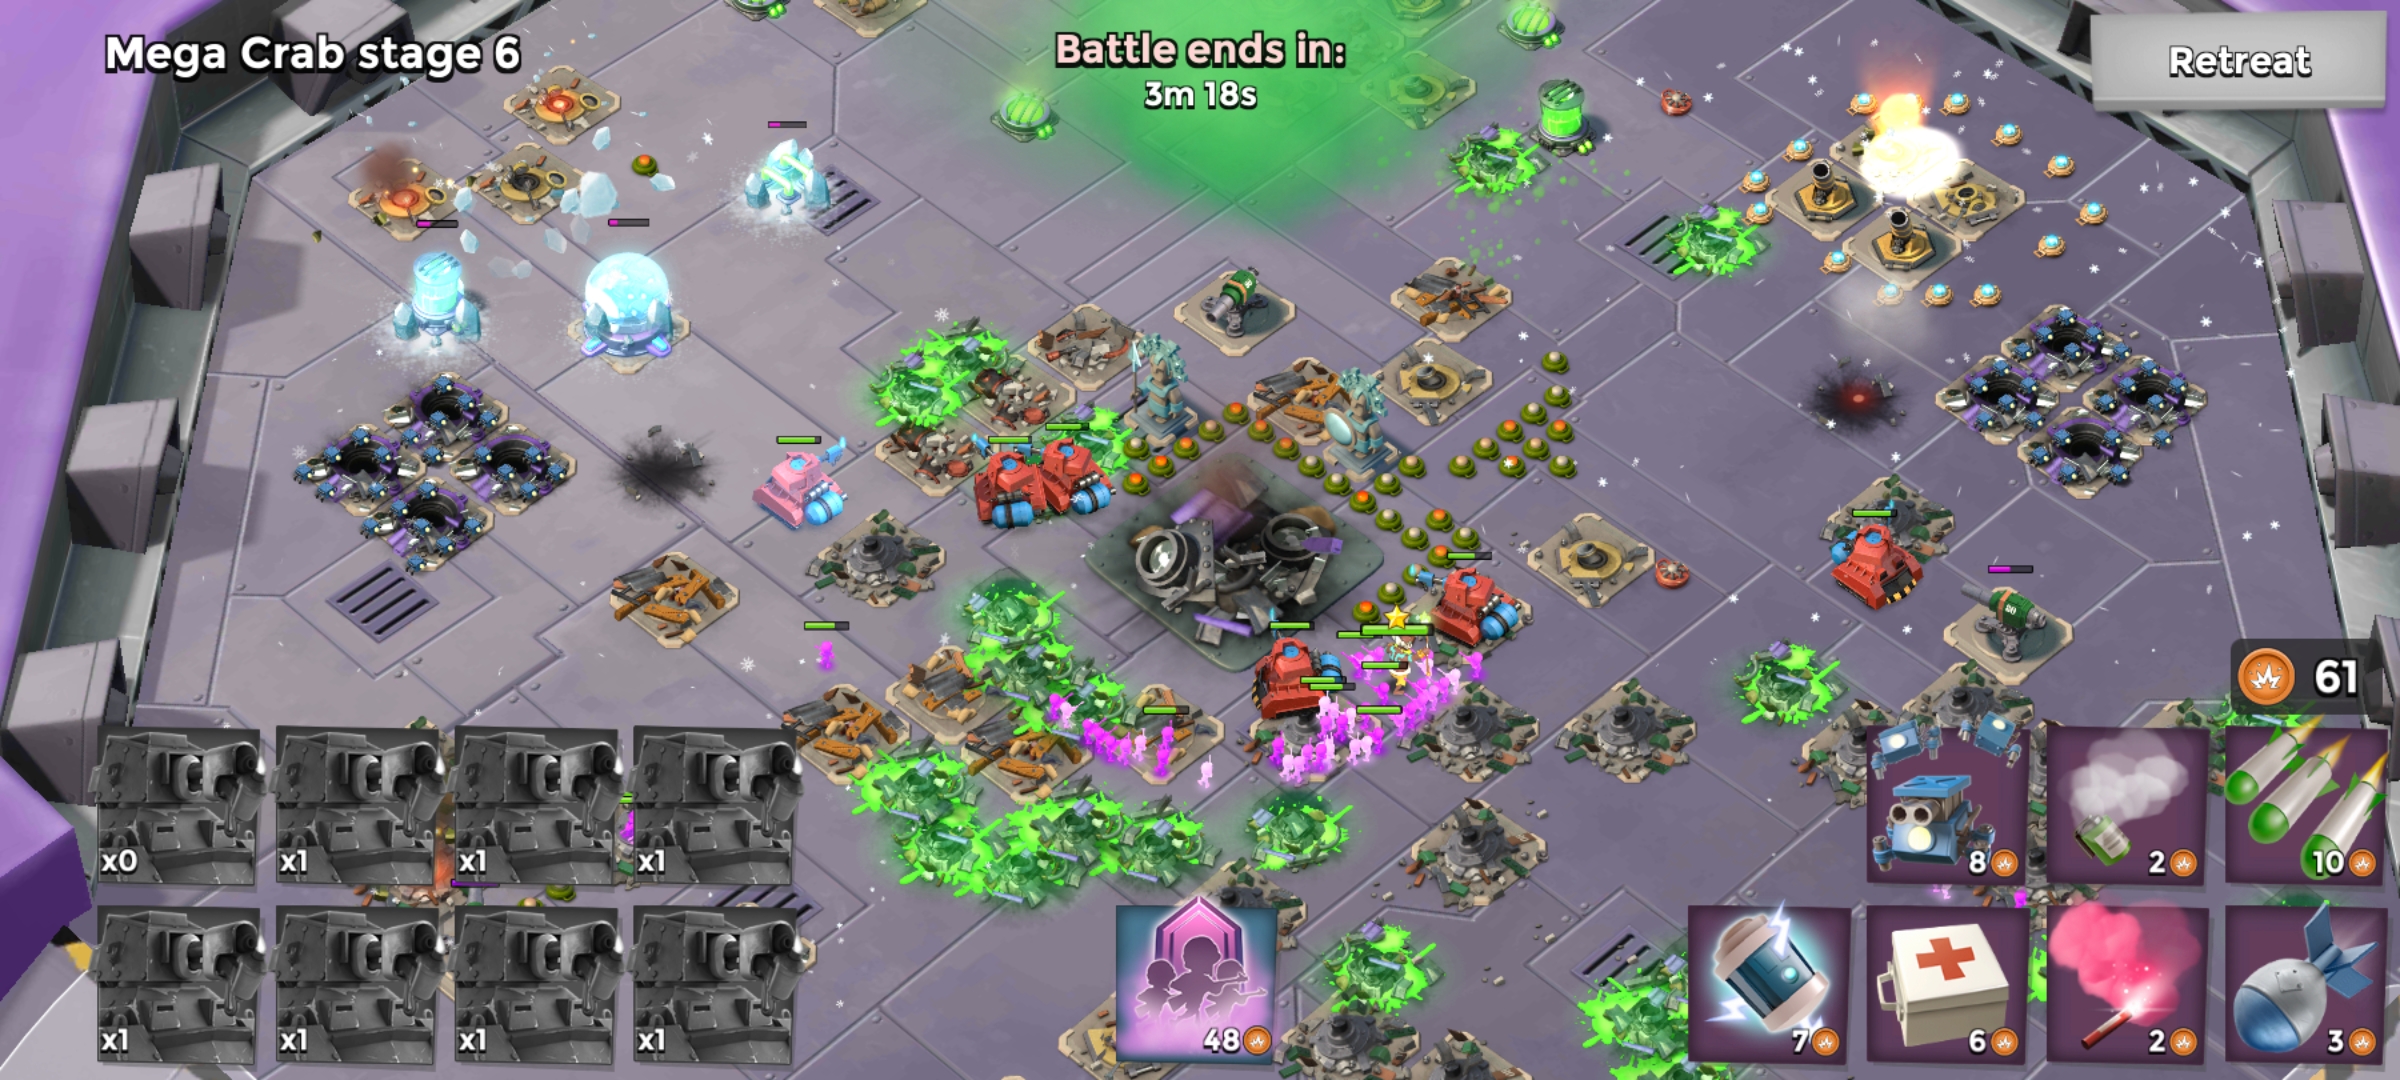 Mega Crab stage 6
Battle ends in:
3m 18s
Retreat
61
x0
x1
x1
x1
8
2
10
x1
x1
x1
x1
48
7
6
2
3